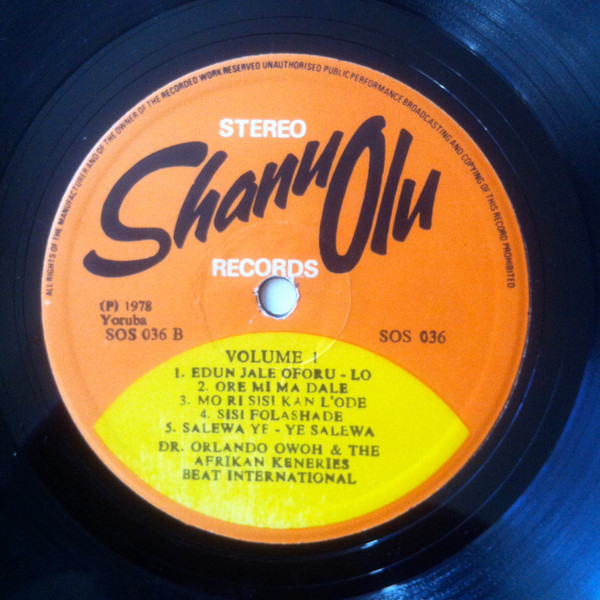 ALL RIGHTS OF THE MANUFACTURER AND OF THE OWNER OF THE RECORDED WORK RESERVED UNAUTHORISED PUBLIC PERFORMANCE BROADCASTING AND COPYING OF THIS RECORD PROHIBITED
STEREO
Shanu Olu
RECORDS
(P) 1978
Yoruba
SOS 036 B
SOS 036
VOLUME 1
1. EDUN JALE OFORU - LO
2. ORE MI MA DALE
3. MO RI SISI KAN L'ODE
4. SISI FOLASHADE
5. SALEWA YE - YE SALEWA
DR. ORLANDO OWOH & THE
AFRIKAN KENERIES
BEAT INTERNATIONAL